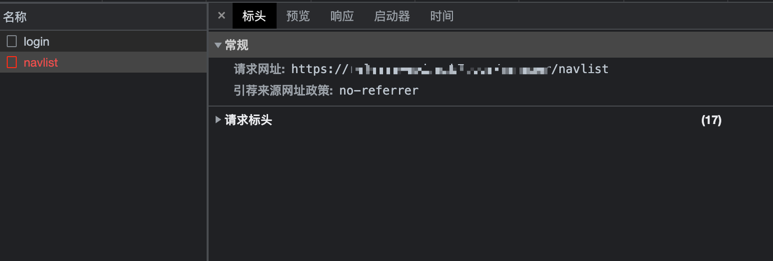 名称
login
navlist
× 标头 预览 响应 启动器 时间
常规
请求网址: https:// /navlist
引荐来源网址政策: no-referrer
请求标头 (17)